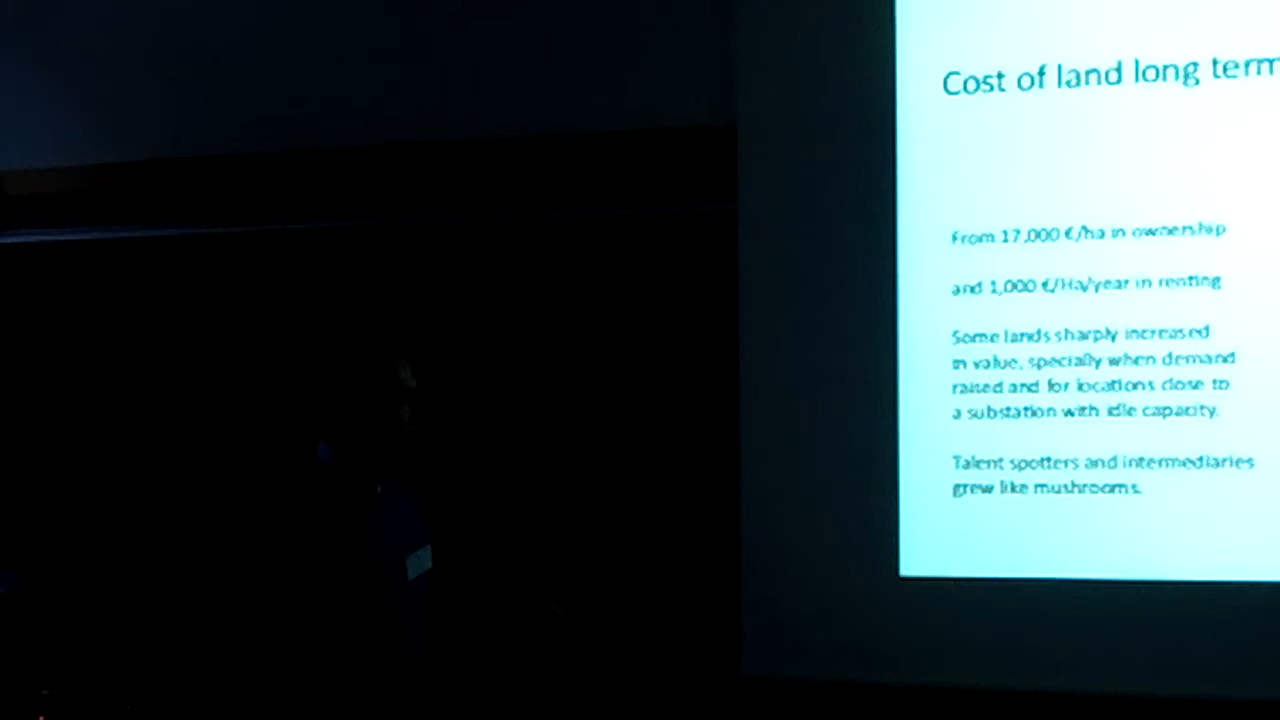 Cost of land long term
From 17,000 €/ha in ownership
and 1,000 €/Ha/year in renting
Some lands sharply increased
in value, specially when demand
raised and for locations close to
a substation with idle capacity.
Talent spotters and intermediaries
grew like mushrooms.